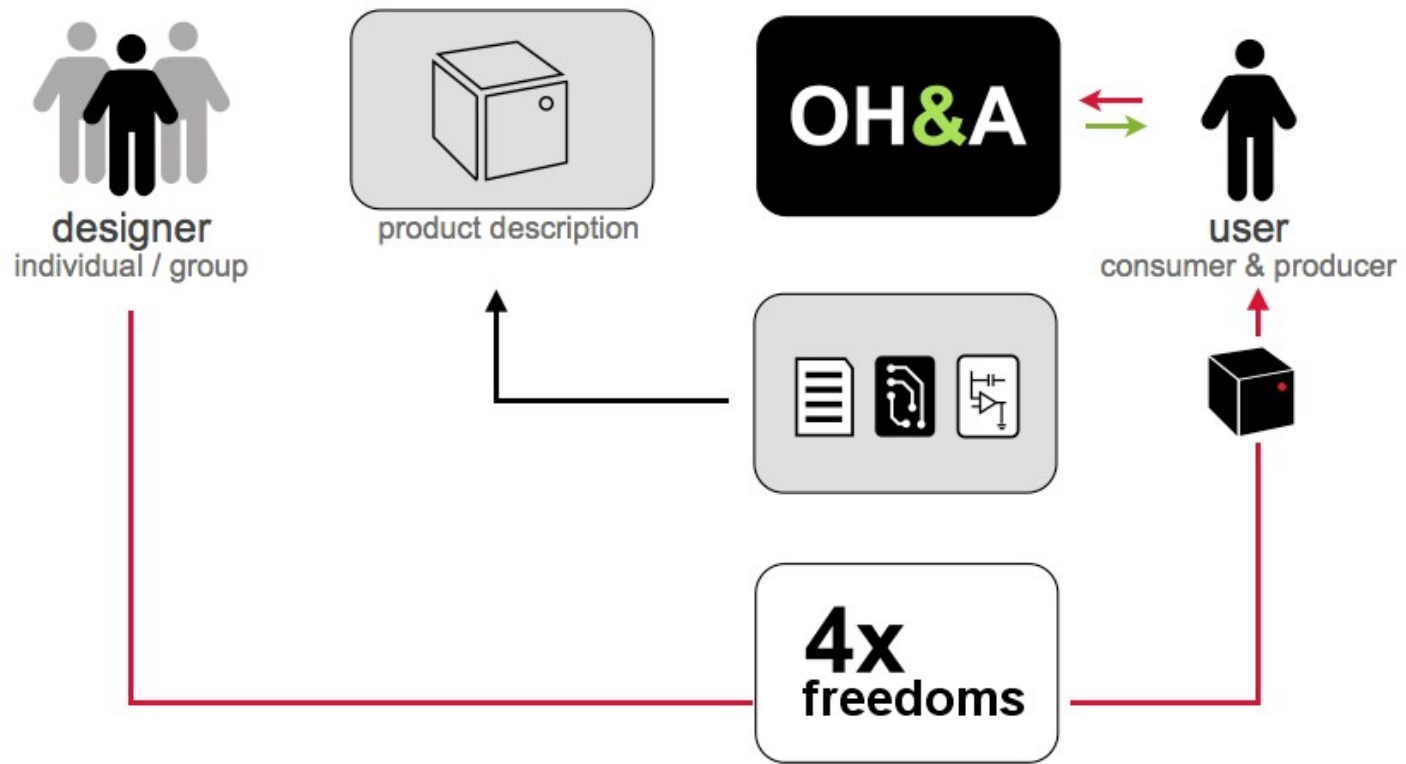 designer
individual / group
product description
OH&A
user
consumer & producer
4x
freedoms